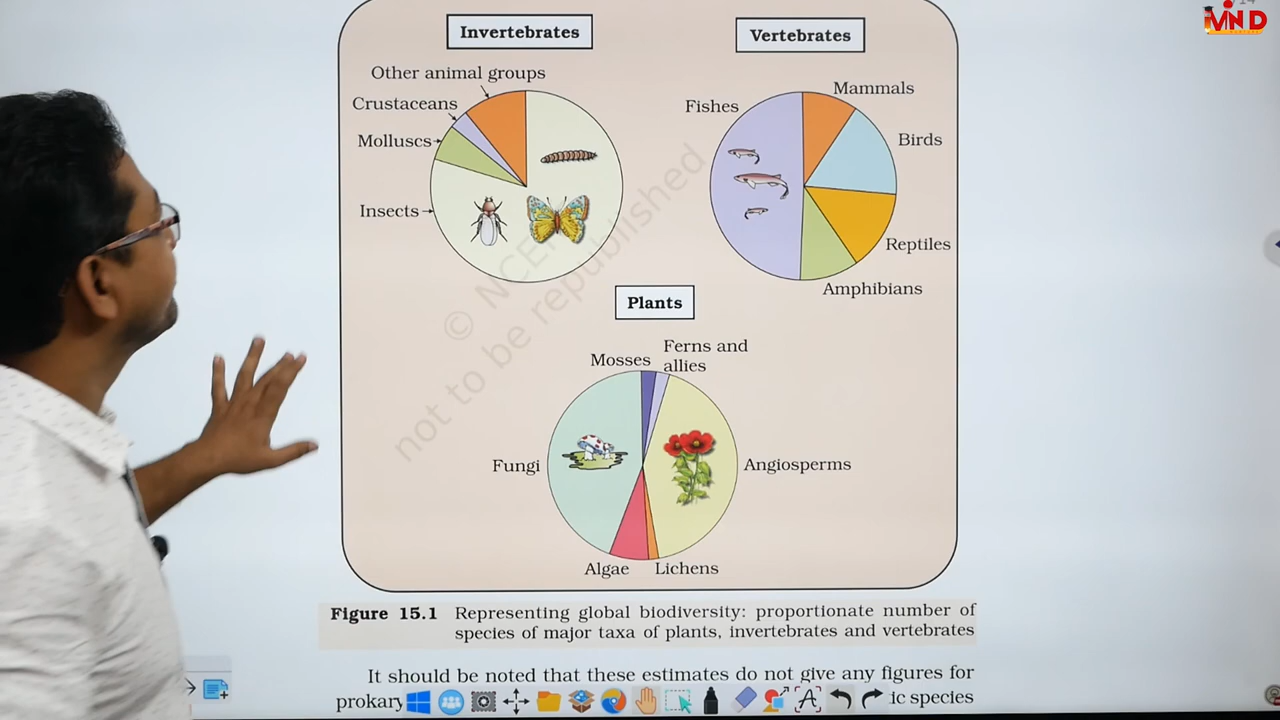 Invertebrates
Vertebrates
Other animal groups
Crustaceans
Molluscs
Insects
Fishes
Mammals
Birds
Reptiles
Amphibians
© NCERT
not to be republished
Plants
Mosses
Ferns and
allies
Fungi
Angiosperms
Algae
Lichens
Figure 15.1 Representing global biodiversity: proportionate number of
species of major taxa of plants, invertebrates and vertebrates
It should be noted that these estimates do not give any figures for
ic species